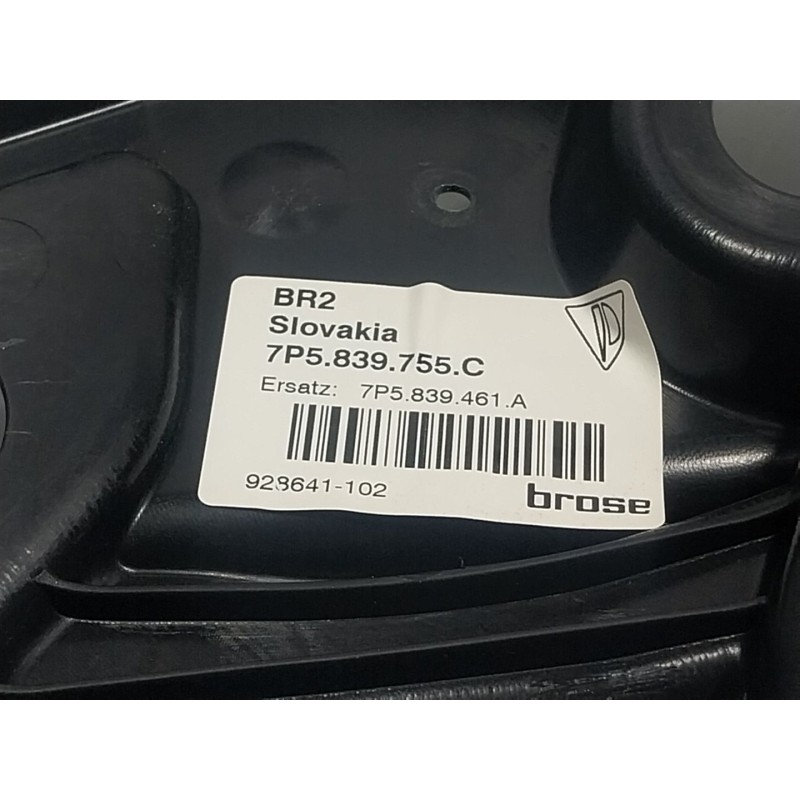 BR2
Slovakia
7P5.839.755.C
Ersatz: 7P5.839.461.A
928641-102
brose